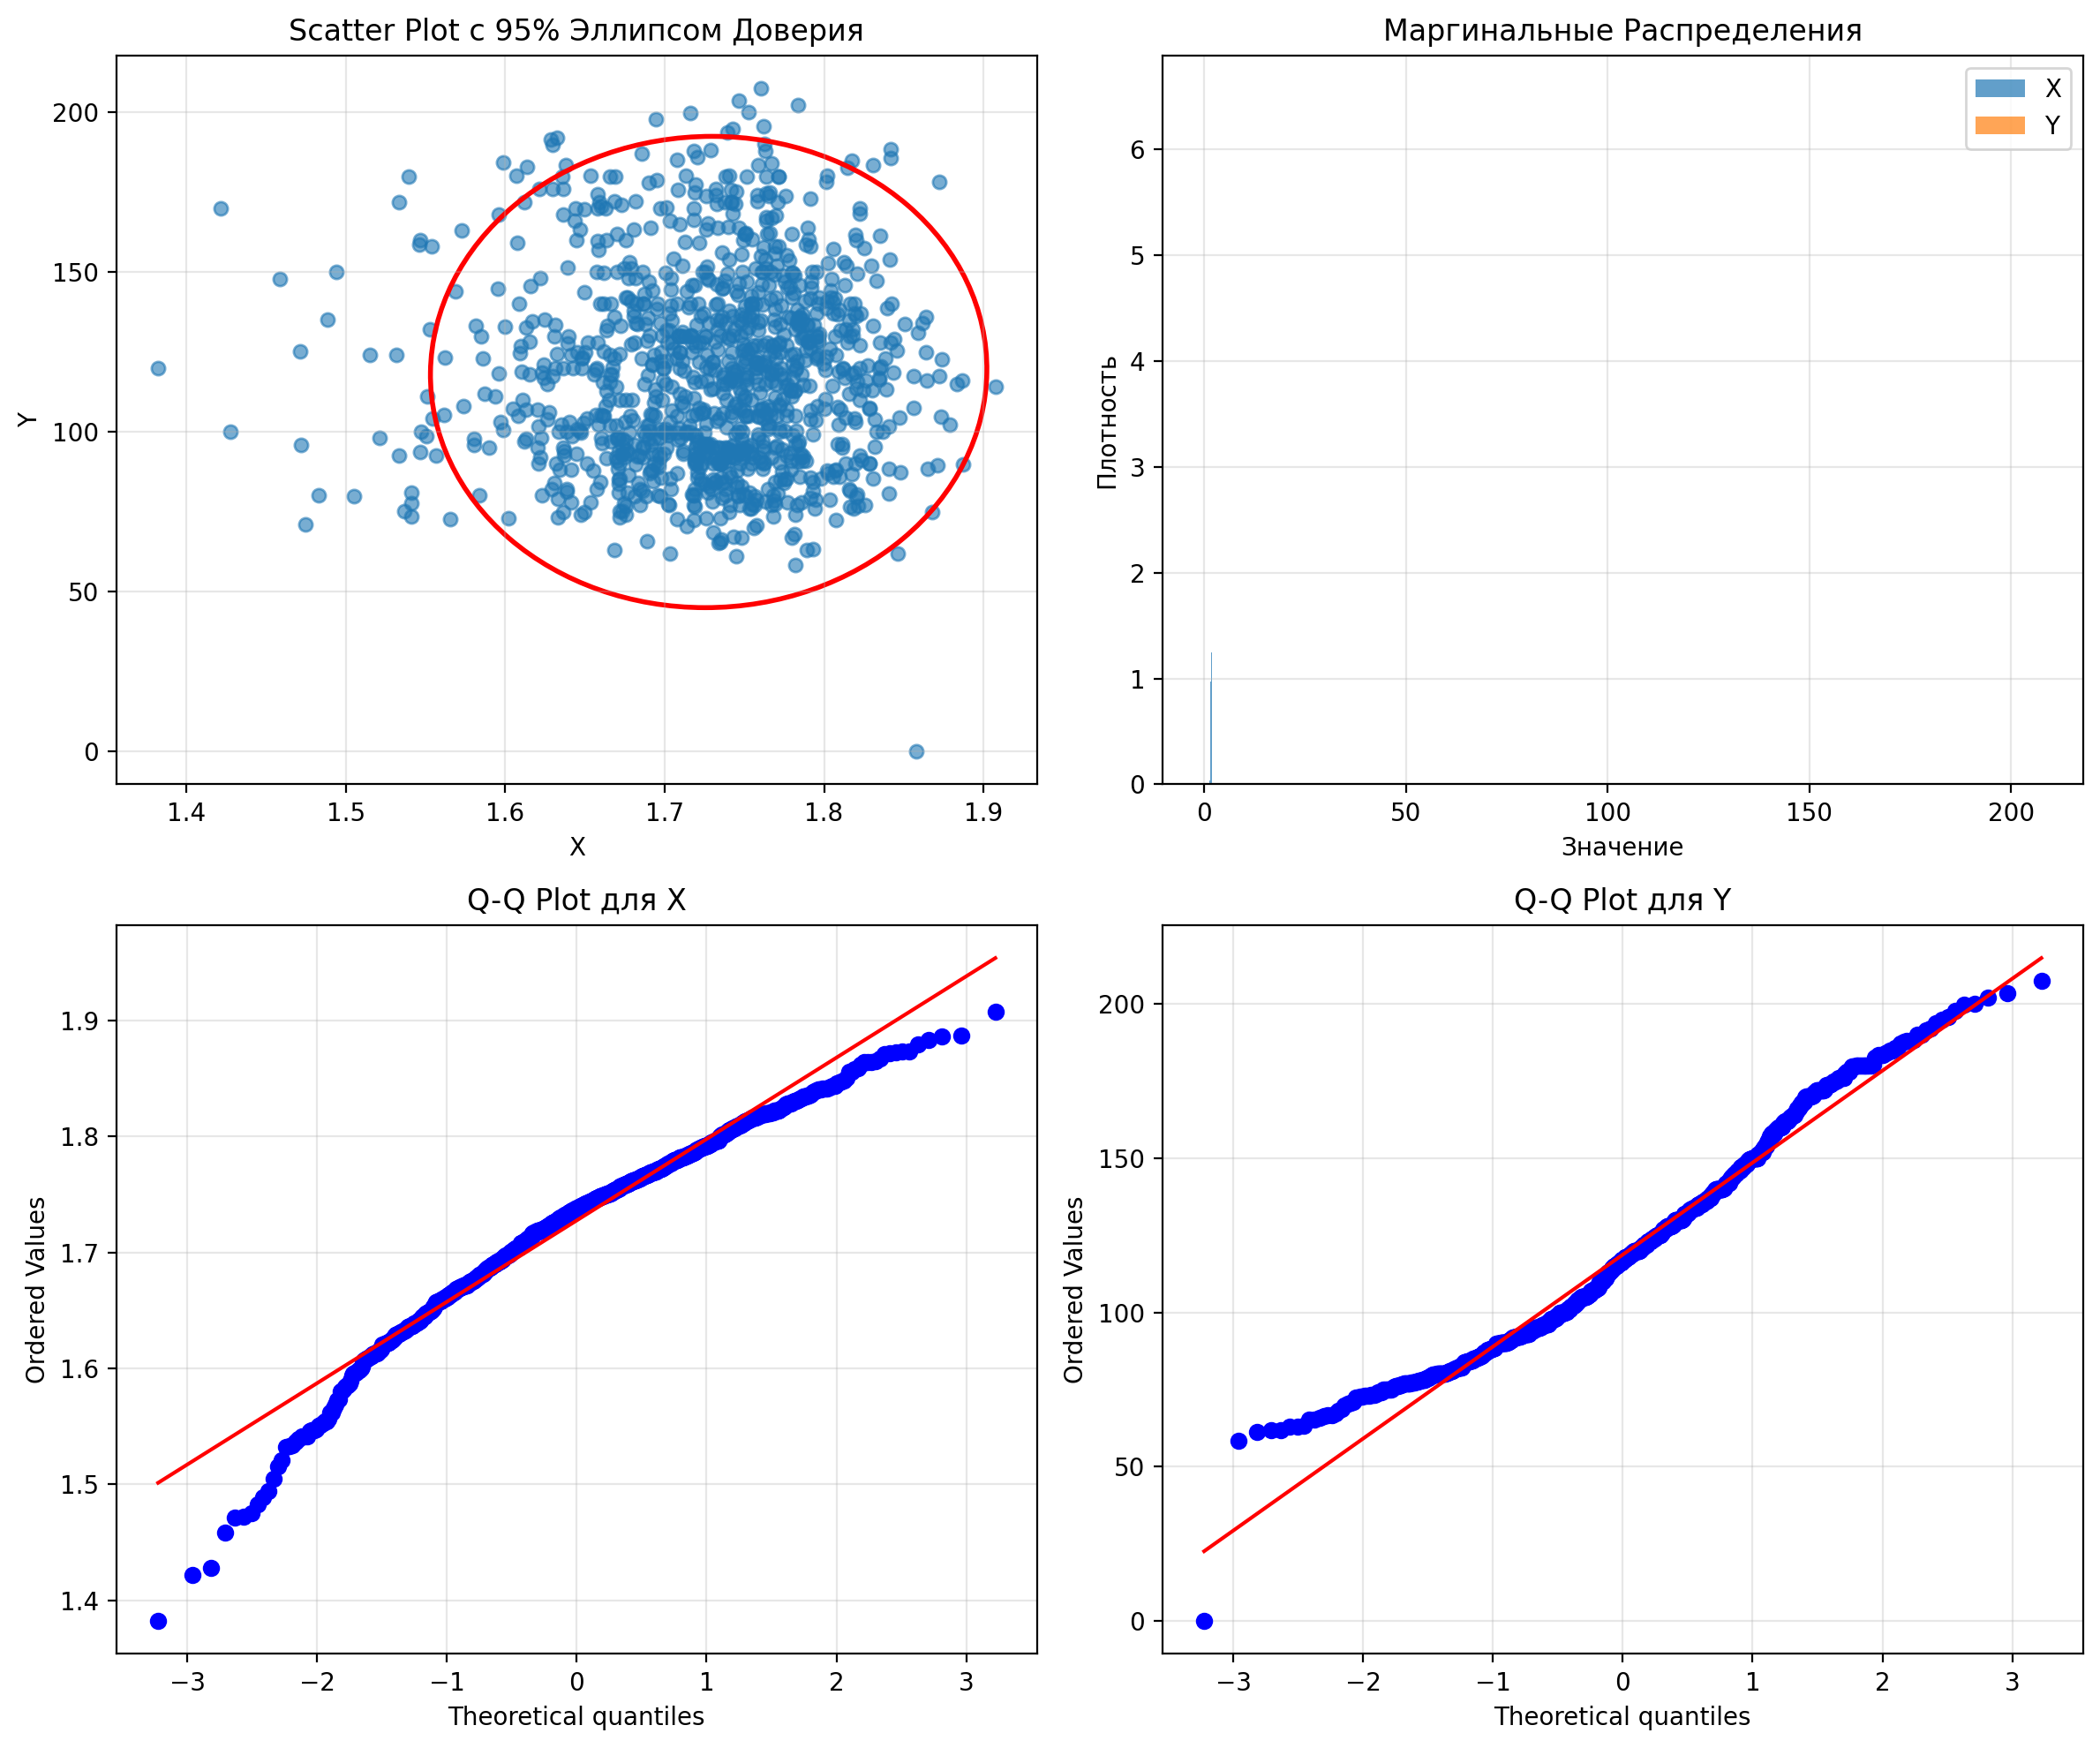 Scatter Plot с 95% Эллипсом Доверия
Y
200
150
100
50
0
1.4 1.5 1.6 1.7 1.8 1.9
X
Маргинальные Распределения
X
Y
Плотность
6
5
4
3
2
1
0
0 50 100 150 200
Значение
Q-Q Plot для X
Ordered Values
1.9
1.8
1.7
1.6
1.5
1.4
−3 −2 −1 0 1 2 3
Theoretical quantiles
Q-Q Plot для Y
Ordered Values
200
150
100
50
0
−3 −2 −1 0 1 2 3
Theoretical quantiles